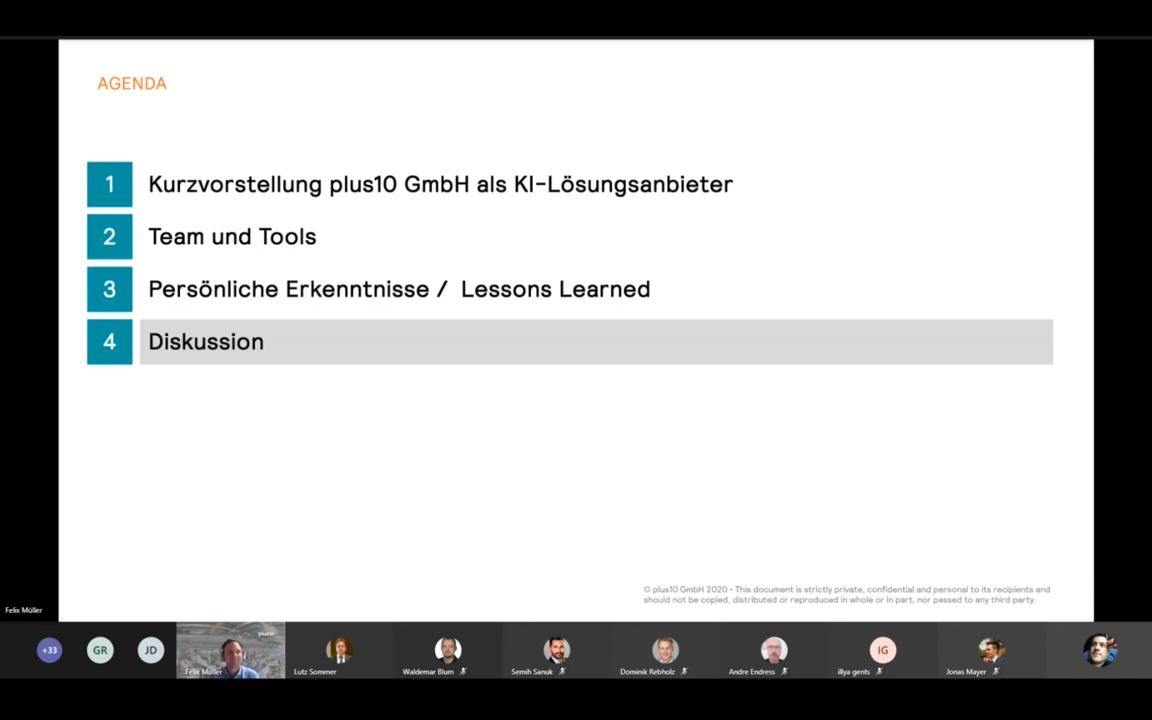 AGENDA
1 Kurzvorstellung plus10 GmbH als KI-Lösungsanbieter
2 Team und Tools
3 Persönliche Erkenntnisse / Lessons Learned
4 Diskussion
© plus10 GmbH 2020 • This document is strictly private, confidential and personal to its recipients and
should not be copied, distributed or reproduced in whole or in part, nor passed to any third party.
Felix Müller
+33 GR JD IG
Felix Müller Lutz Sommer Waldemar Blum Semih Sanuk Dominik Rebholz Andre Endress illya gents Jonas Mayer